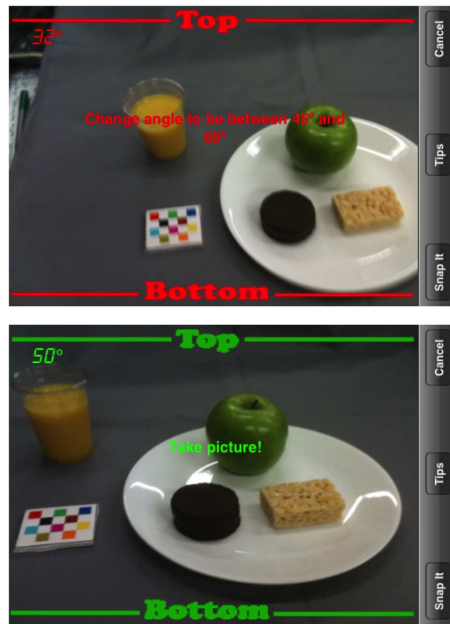 Top
32°
Cancel
Change angle to be between 45° and
60°
Tips
Snap It
Bottom
Top
50°
Cancel
Take picture!
Tips
Snap It
Bottom